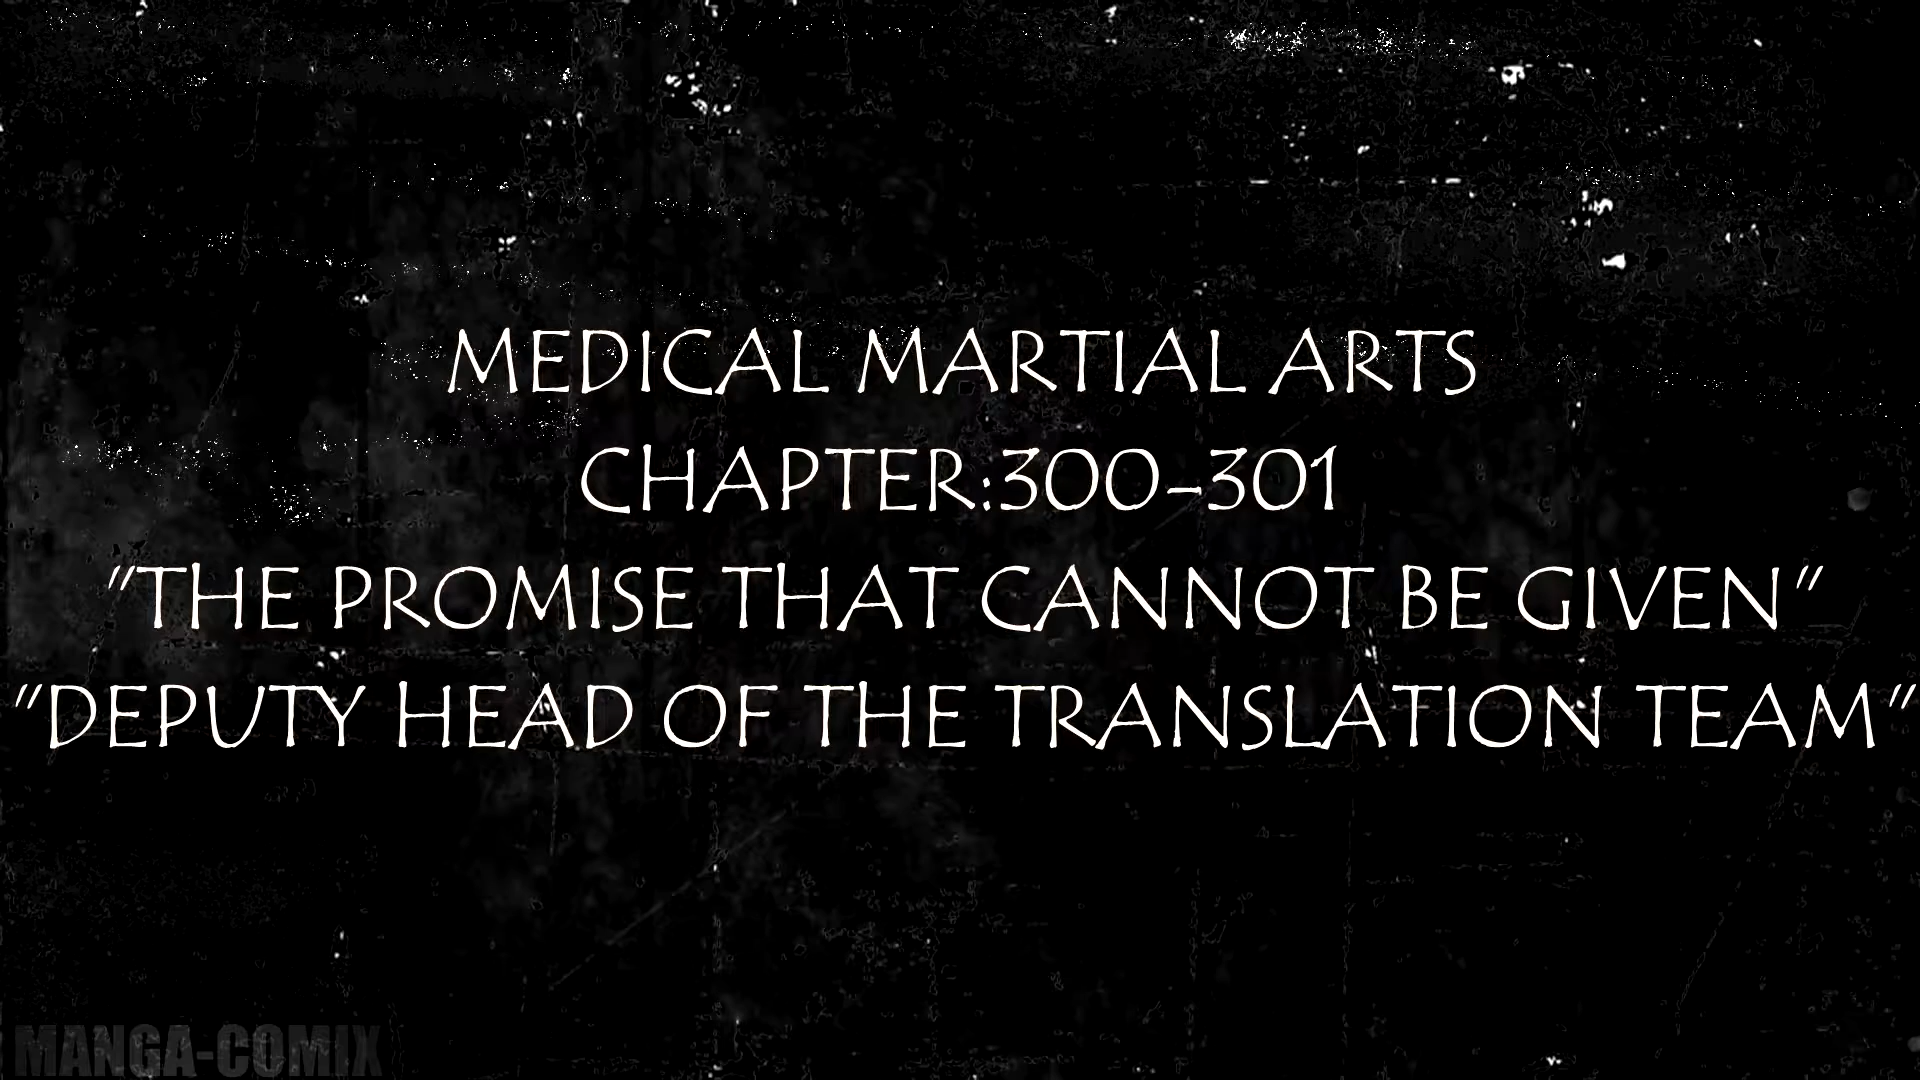 MEDICAL MARTIAL ARTS
CHAPTER:300-301
"THE PROMISE THAT CANNOT BE GIVEN"
"DEPUTY HEAD OF THE TRANSLATION TEAM"
MANGA-COMIX